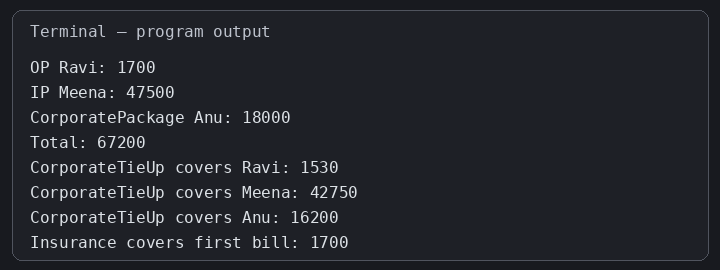 Terminal — program output
OP Ravi: 1700
IP Meena: 47500
CorporatePackage Anu: 18000
Total: 67200
CorporateTieUp covers Ravi: 1530
CorporateTieUp covers Meena: 42750
CorporateTieUp covers Anu: 16200
Insurance covers first bill: 1700